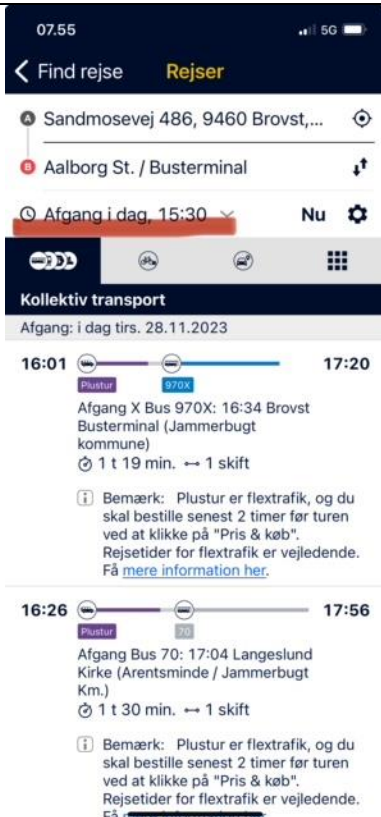 07.55 5G
Find rejse Rejser
A Sandmosevej 486, 9460 Brovst,...
B Aalborg St. / Busterminal
Afgang i dag, 15:30 Nu
Kollektiv transport
Afgang: i dag tirs. 28.11.2023
16:01 17:20
Plustur 970X
Afgang X Bus 970X: 16:34 Brovst
Busterminal (Jammerbugt
kommune)
1 t 19 min. 1 skift
i Bemærk: Plustur er flextrafik, og du
skal bestille senest 2 timer før turen
ved at klikke på "Pris & køb".
Rejsetider for flextrafik er vejledende.
Få mere information her.
16:26 17:56
Plustur 70
Afgang Bus 70: 17:04 Langeslund
Kirke (Arentsminde / Jammerbugt
Km.)
1 t 30 min. 1 skift
i Bemærk: Plustur er flextrafik, og du
skal bestille senest 2 timer før turen
ved at klikke på "Pris & køb".
Rejsetider for flextrafik er vejledende.
Få